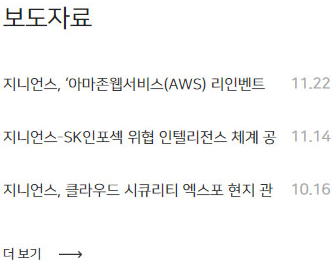 보도자료
지니언스, ‘아마존웹서비스(AWS) 리인벤트 11.22
지니언스-SK인포섹 위협 인텔리전스 체계 공 11.14
지니언스, 클라우드 시큐리티 엑스포 현지 관 10.16
더 보기